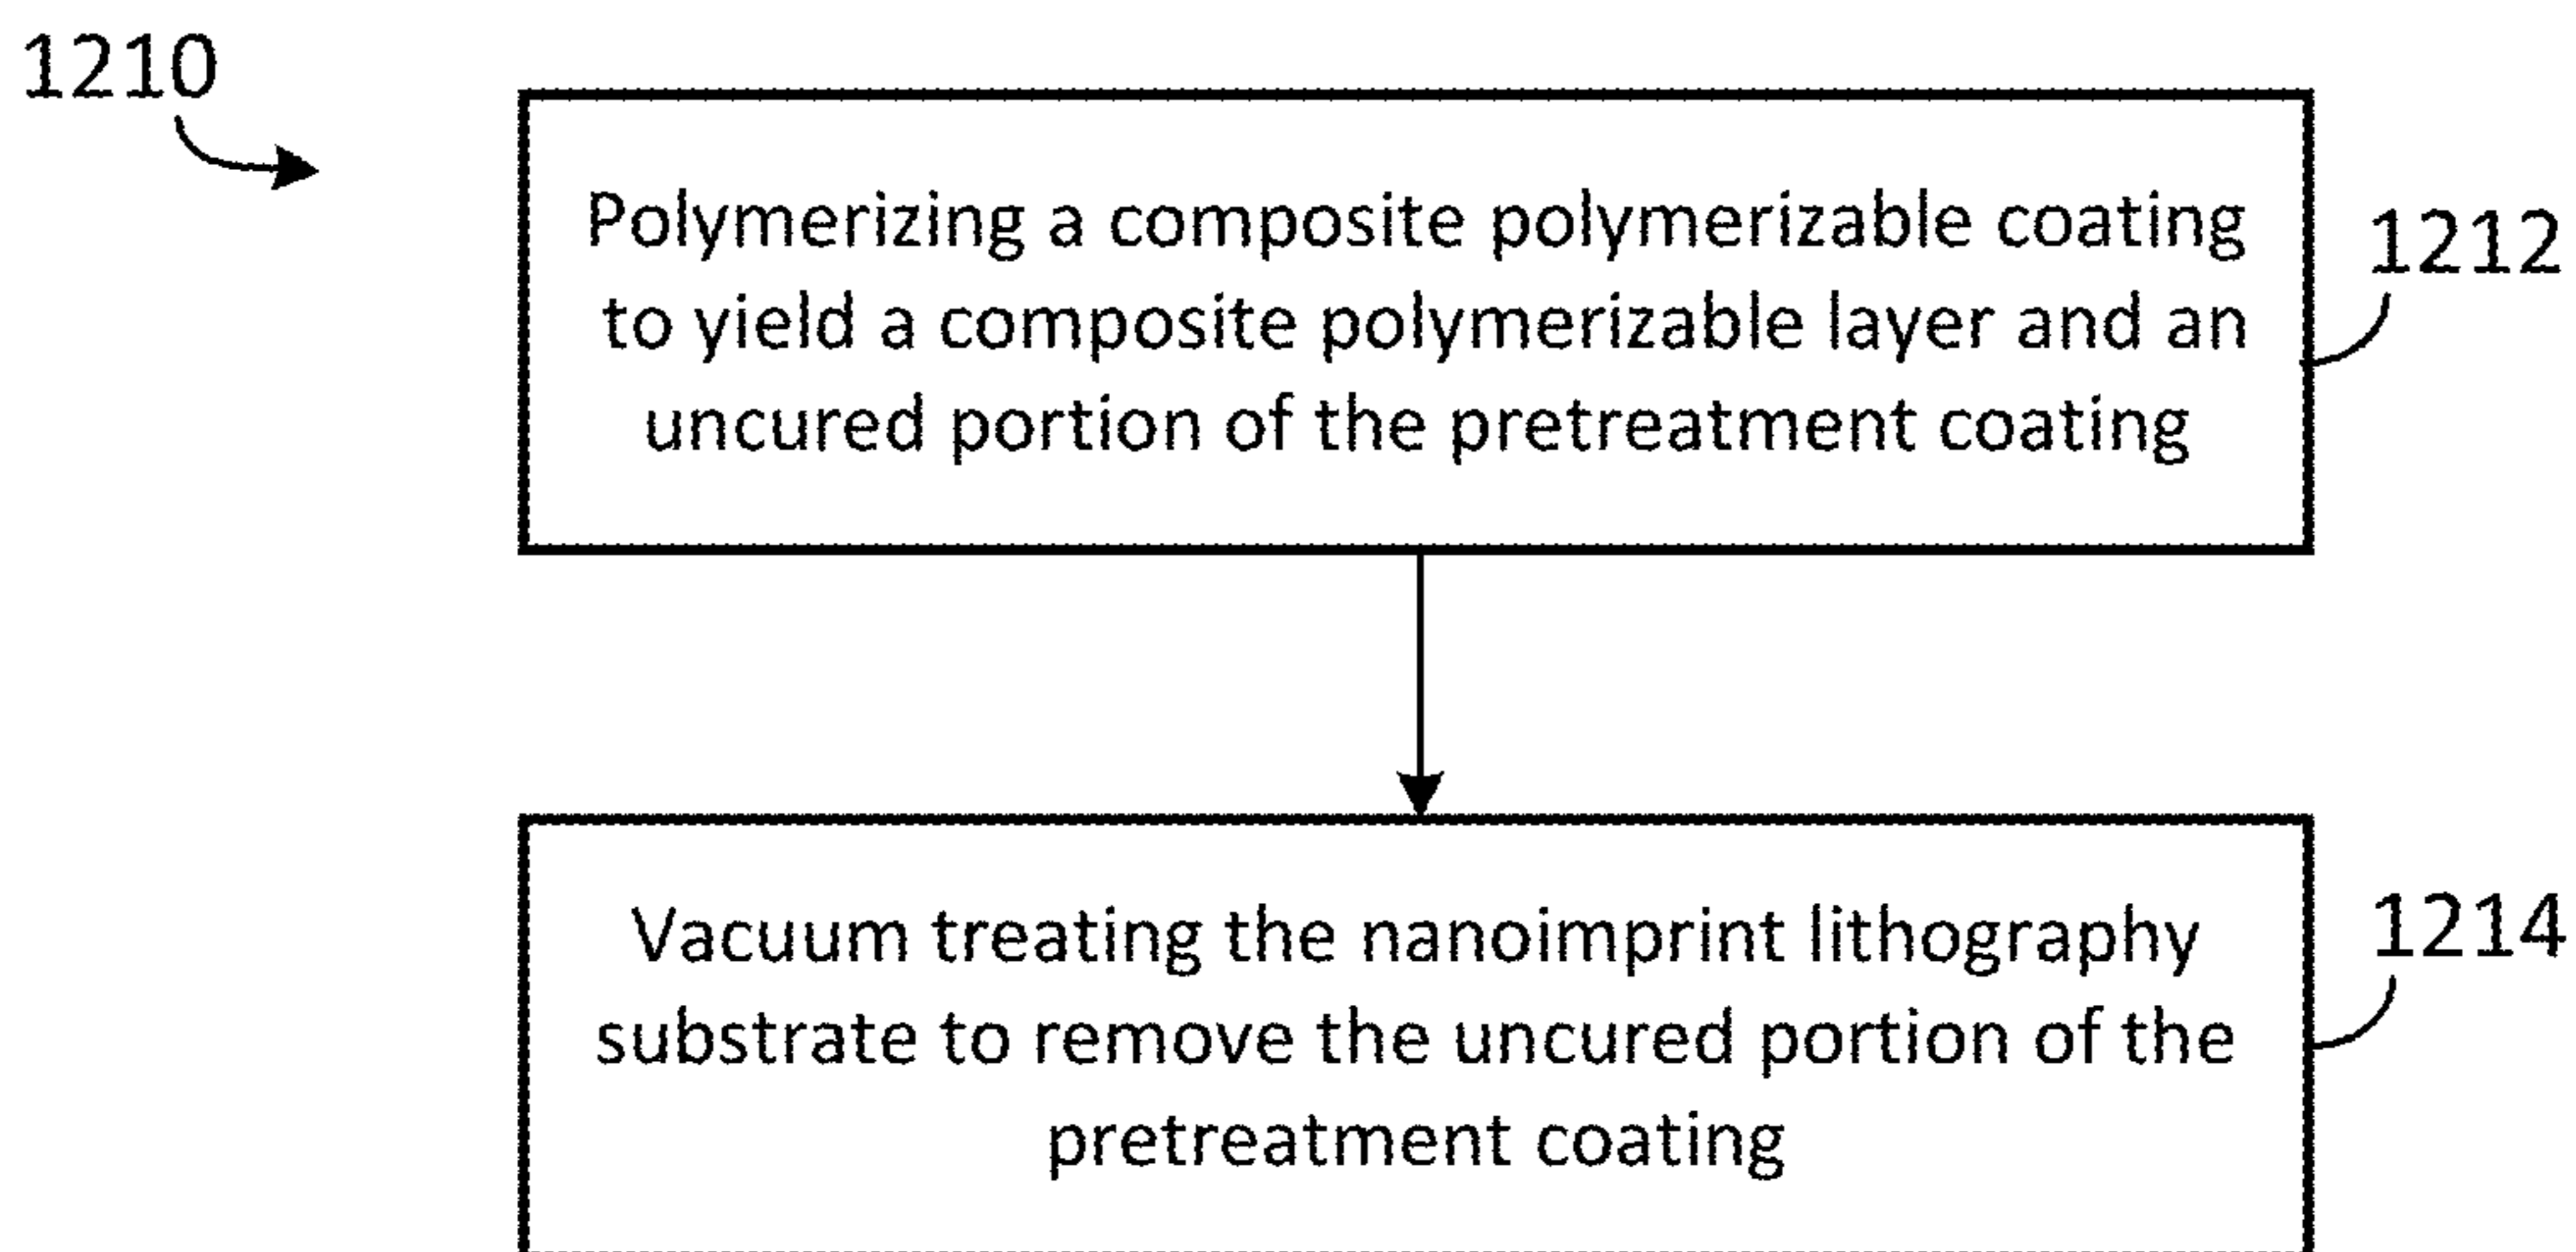 1210
Polymerizing a composite polymerizable coating
to yield a composite polymerizable layer and an
uncured portion of the pretreatment coating
1212
Vacuum treating the nanoimprint lithography
substrate to remove the uncured portion of the
pretreatment coating
1214